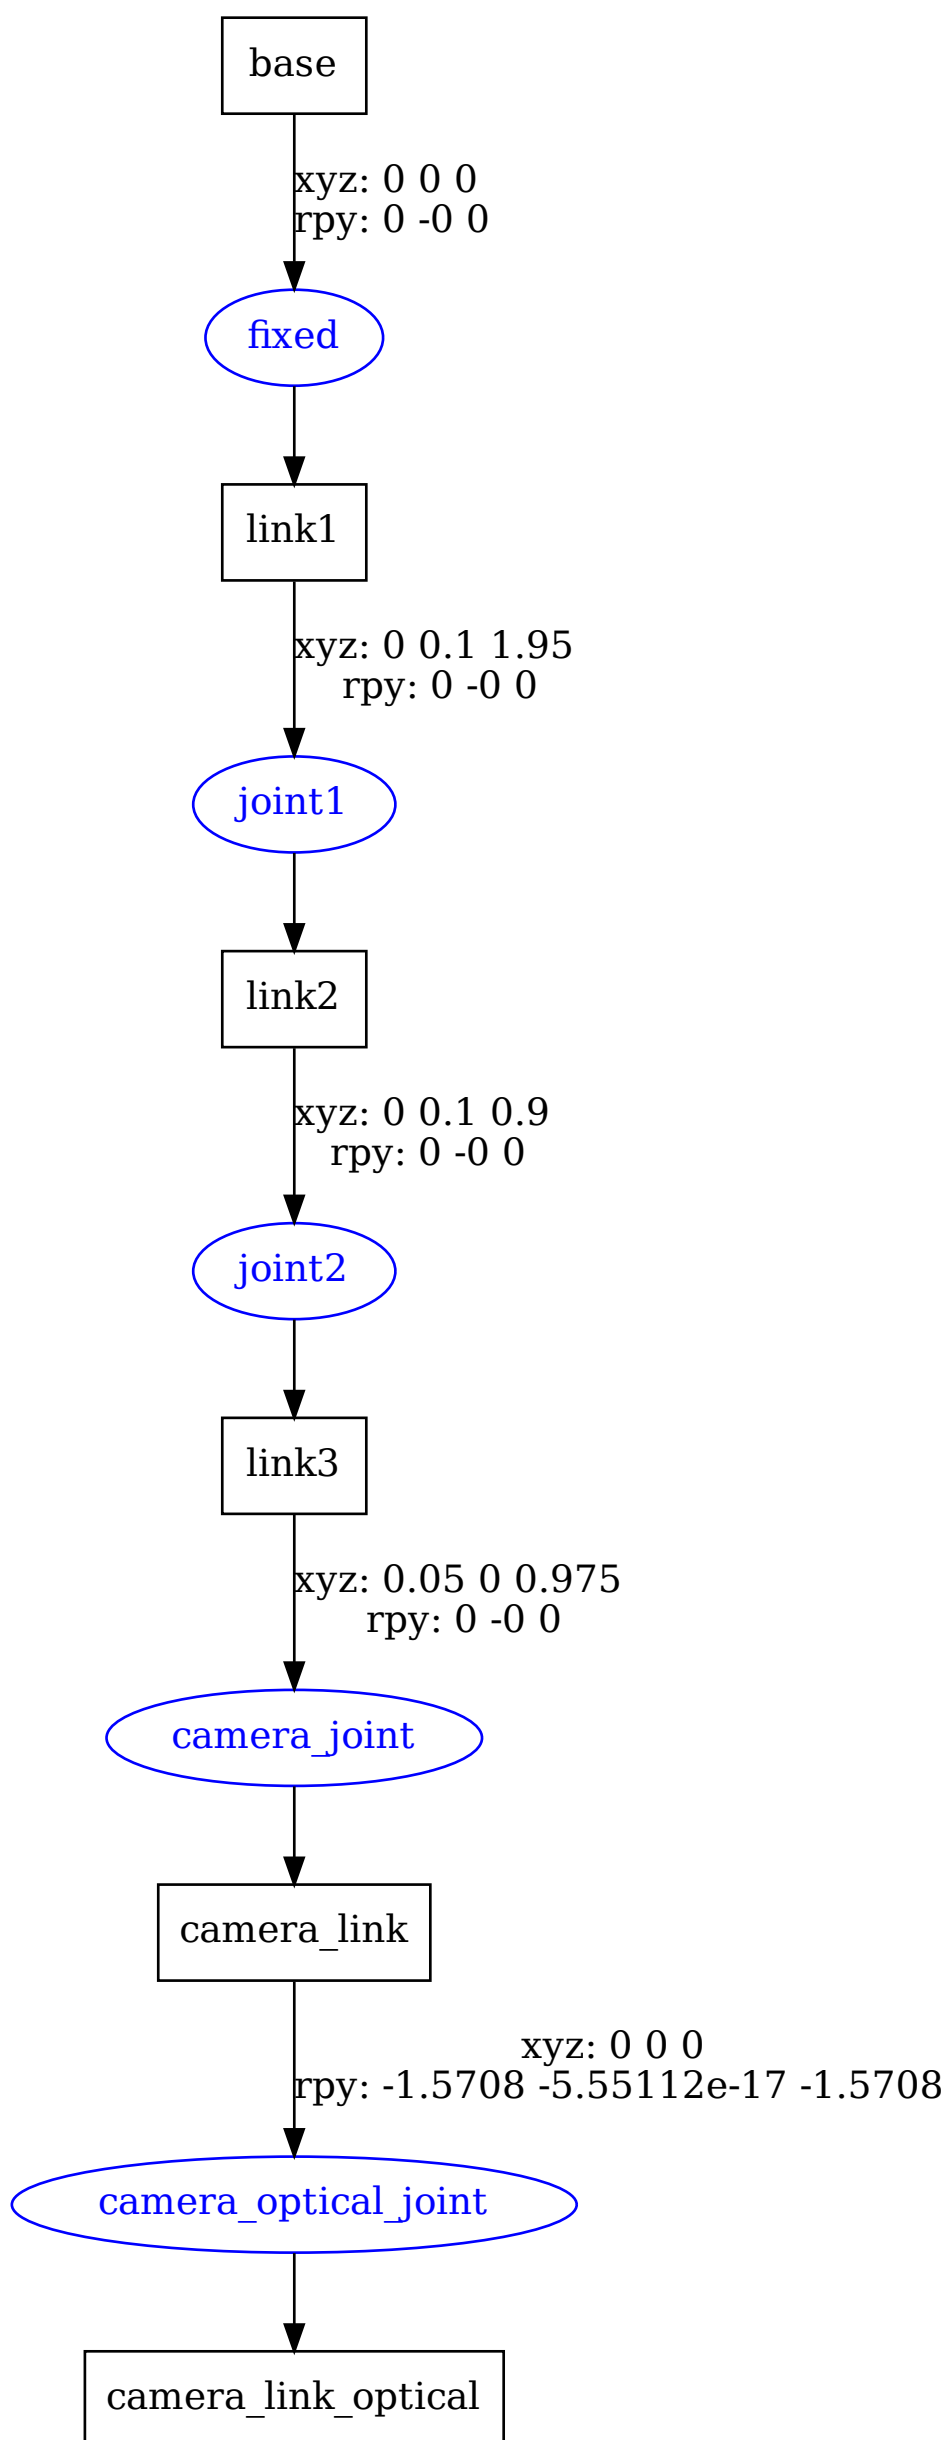 base
xyz: 0 0 0
rpy: 0 -0 0
fixed
link1
xyz: 0 0.1 1.95
rpy: 0 -0 0
joint1
link2
xyz: 0 0.1 0.9
rpy: 0 -0 0
joint2
link3
xyz: 0.05 0 0.975
rpy: 0 -0 0
camera_joint
camera_link
xyz: 0 0 0
rpy: -1.5708 -5.55112e-17 -1.5708
camera_optical_joint
camera_link_optical